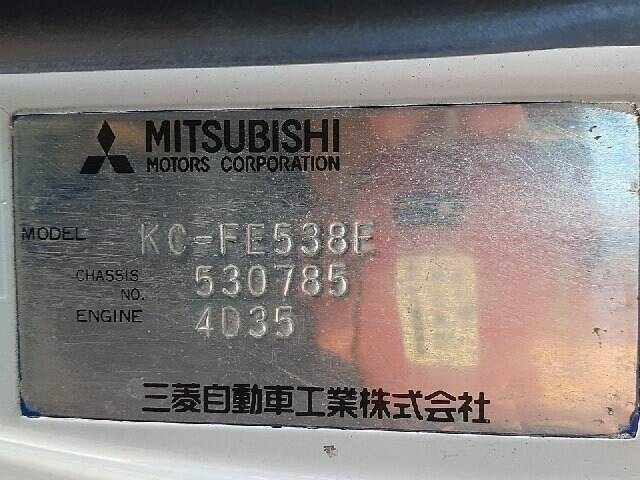 MITSUBISHI
MOTORS CORPORATION
MODEL KC-FE538E
CHASSIS NO. 530785
ENGINE 4D35
三菱自動車工業株式会社